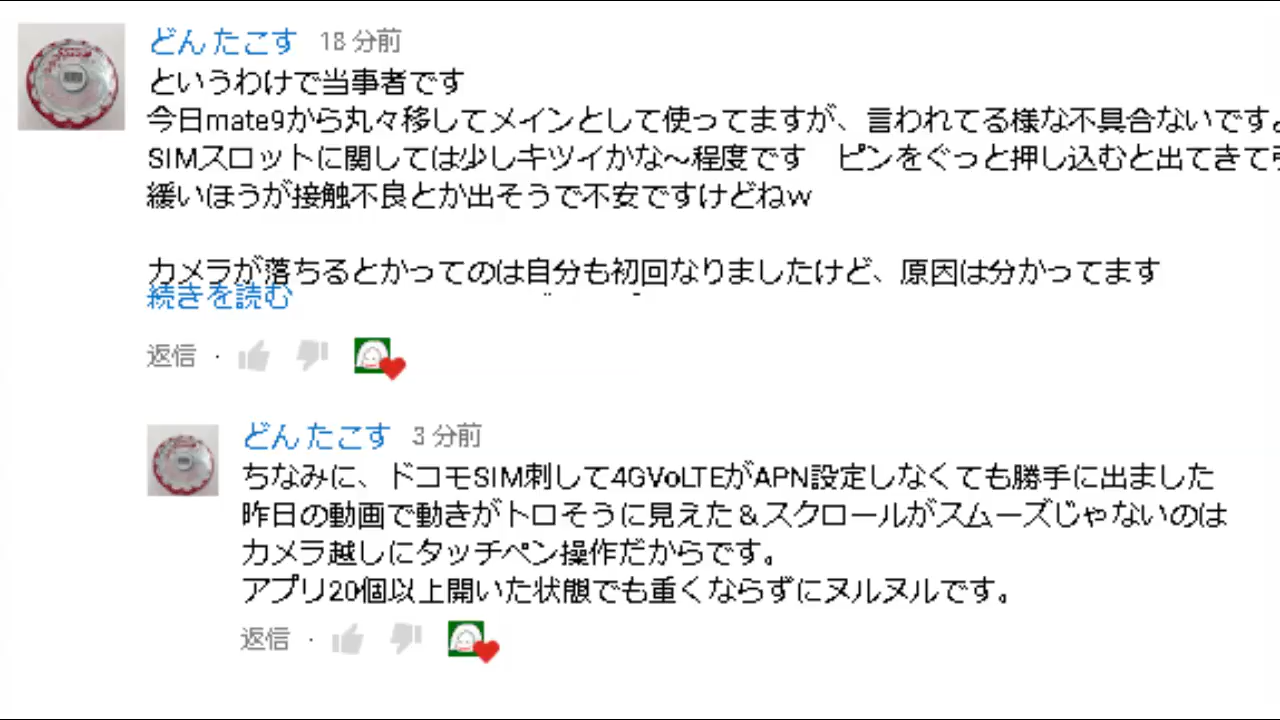 どん たこす 18 分前
というわけで当事者です
今日mate9から丸々移してメインとして使ってますが、言われてる様な不具合ないです。
SIMスロットに関しては少しキツイかな～程度です　ピンをぐっと押し込むと出てきて
緩いほうが接触不良とか出そうで不安ですけどねw
カメラが落ちるとかってのは自分も初回なりましたけど、原因は分かってます
続きを読む
返信 ·
どん たこす 3 分前
ちなみに、ドコモSIM刺して4GVoLTEがAPN設定しなくても勝手に出ました
昨日の動画で動きがトロそうに見えた＆スクロールがスムーズじゃないのは
カメラ越しにタッチペン操作だからです。
アプリ20個以上開いた状態でも重くならずにヌルヌルです。
返信 ·